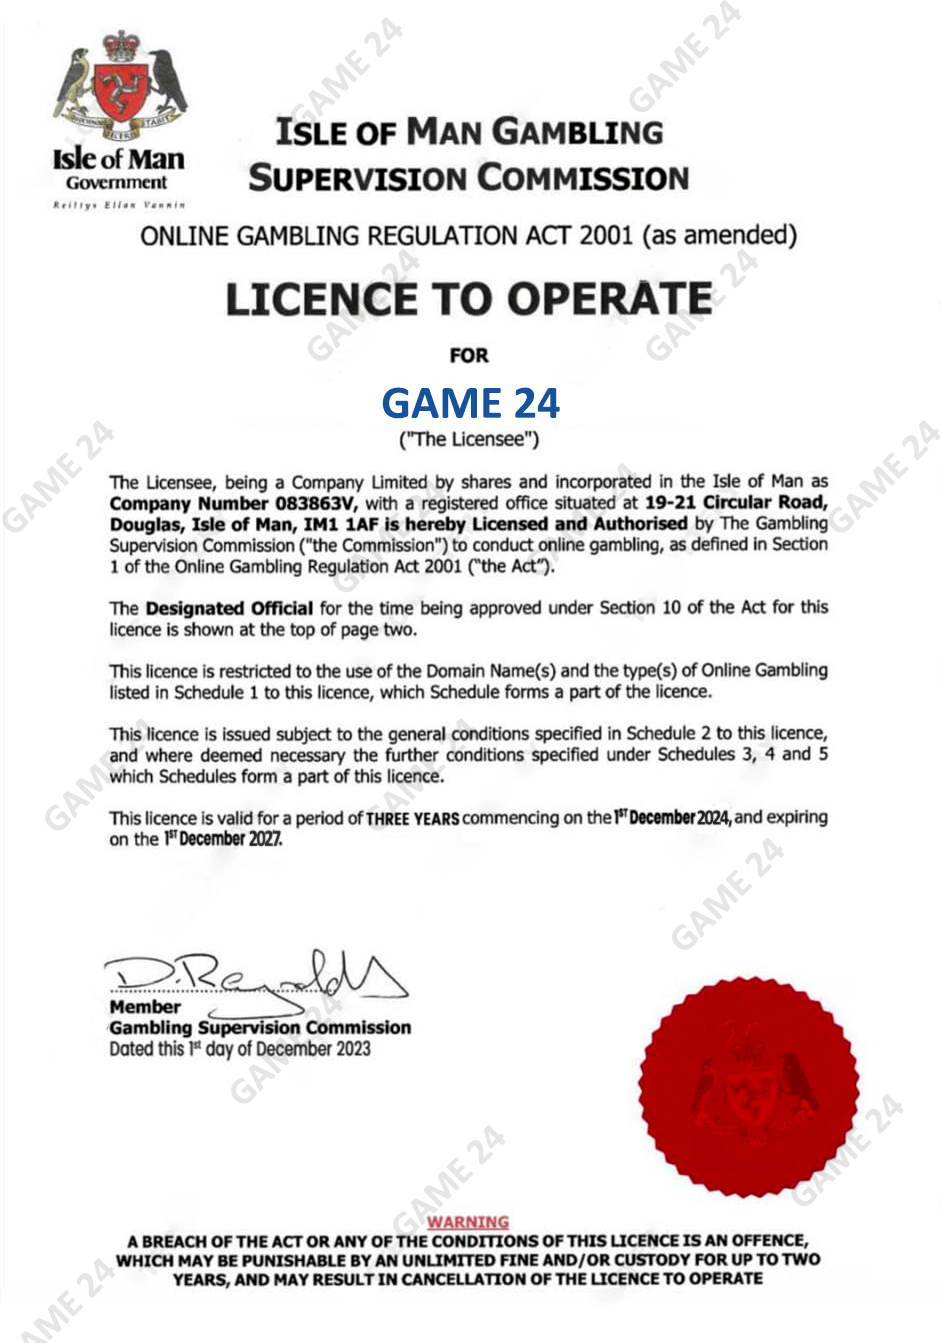 GAME 24
GAME 24
Isle of Man
Government
Reiltys Ellan Vannin
ISLE OF MAN GAMBLING
SUPERVISION COMMISSION
ONLINE GAMBLING REGULATION ACT 2001 (as amended)
LICENCE TO OPERATE
GAME 24
GAME 24
FOR
GAME 24
("The Licensee")
GAME 24
GAME 24
The Licensee, being a Company Limited by shares and incorporated in the Isle of Man as
Company Number 083863V, with a registered office situated at 19-21 Circular Road,
Douglas, Isle of Man, IM1 1AF is hereby Licensed and Authorised by The Gambling
Supervision Commission ("the Commission") to conduct online gambling, as defined in Section
1 of the Online Gambling Regulation Act 2001 ("the Act").
The Designated Official for the time being approved under Section 10 of the Act for this
licence is shown at the top of page two.
This licence is restricted to the use of the Domain Name(s) and the type(s) of Online Gambling
listed in Schedule 1 to this licence, which Schedule forms a part of the licence.
This licence is issued subject to the general conditions specified in Schedule 2 to this licence,
and where deemed necessary the further conditions specified under Schedules 3, 4 and 5
which Schedules form a part of this licence.
GAME 24
GAME 24
This licence is valid for a period of THREE YEARS commencing on the 1ST December 2024, and expiring
on the 1ST December 2027.
GAME 24
D.Reynolds
Member
Gambling Supervision Commission
Dated this 1st day of December 2023
GAME 24
GAME 24
GAME 24
WARNING
A BREACH OF THE ACT OR ANY OF THE CONDITIONS OF THIS LICENCE IS AN OFFENCE,
WHICH MAY BE PUNISHABLE BY AN UNLIMITED FINE AND/OR CUSTODY FOR UP TO TWO
YEARS, AND MAY RESULT IN CANCELLATION OF THE LICENCE TO OPERATE
GAME 24